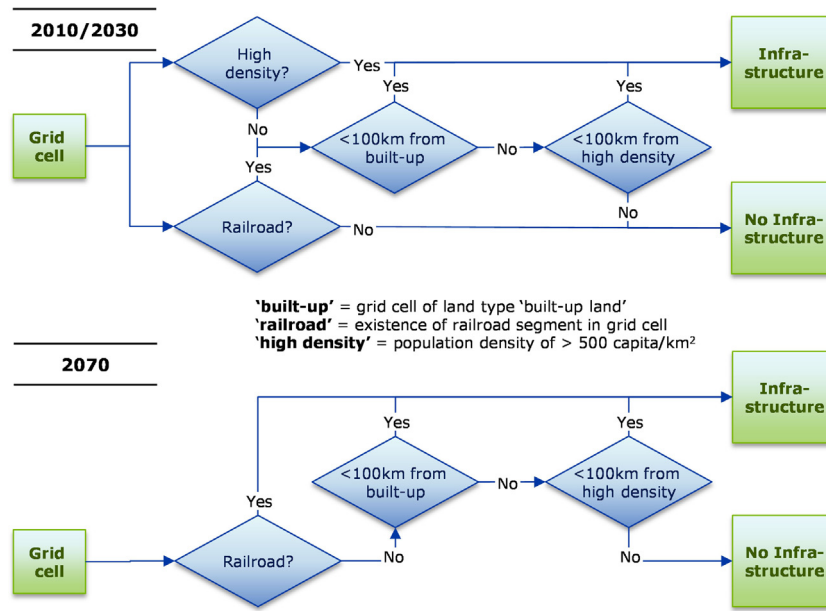 2010/2030
High
density?
Yes
Infra-
structure
Yes
Yes
No
Grid
cell
<100km from
built-up
No
<100km from
high density
Yes
No
Railroad?
No
No Infra-
structure
‘built-up’ = grid cell of land type ‘built-up land’
‘railroad’ = existence of railroad segment in grid cell
‘high density’ = population density of > 500 capita/km²
2070
Infra-
structure
Yes
Yes
<100km from
built-up
No
<100km from
high density
Yes
Grid
cell
Railroad?
No
No
No Infra-
structure